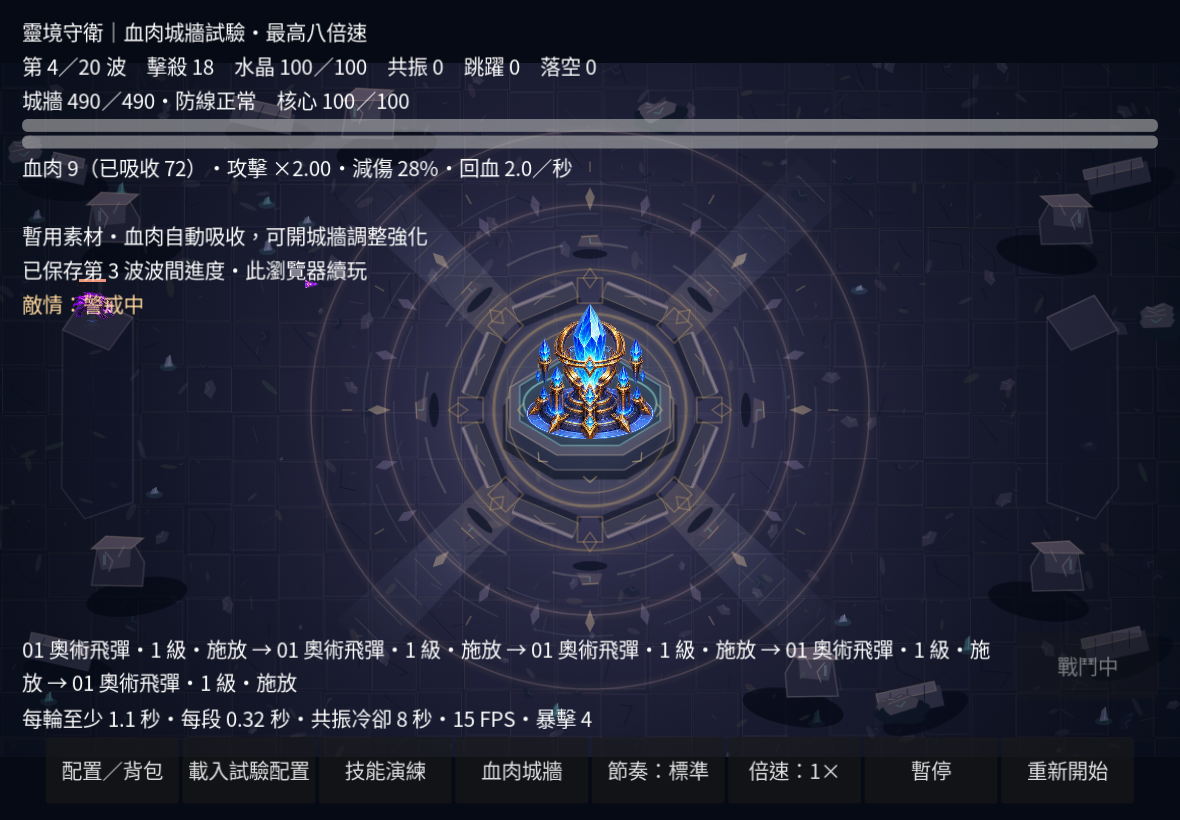 靈境守衛｜血肉城牆試驗・最高八倍速
第 4／20 波　擊殺 18　水晶 100／100　共振 0　跳躍 0　落空 0
城牆 490／490・防線正常　核心 100／100
血肉 9（已吸收 72）・攻擊 ×2.00・減傷 28%・回血 2.0／秒
暫用素材・血肉自動吸收，可開城牆調整強化
已保存第 3 波波間進度・此瀏覽器續玩
敵情：警戒中
01 奧術飛彈・1 級・施放 → 01 奧術飛彈・1 級・施放 → 01 奧術飛彈・1 級・施放 → 01 奧術飛彈・1 級・施
放 → 01 奧術飛彈・1 級・施放
戰鬥中
每輪至少 1.1 秒・每段 0.32 秒・共振冷卻 8 秒・15 FPS・暴擊 4
配置／背包　載入試驗配置　技能演練　血肉城牆　節奏：標準　倍速：1×　暫停　重新開始